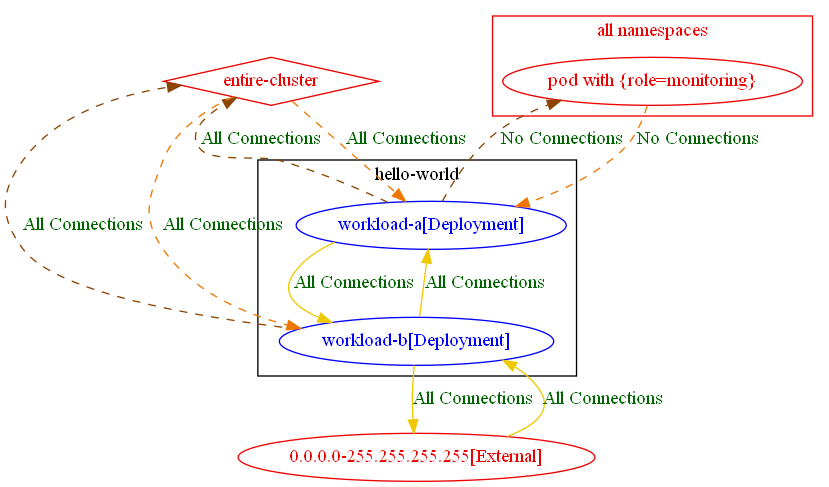 all namespaces
entire-cluster
pod with {role=monitoring}
All Connections
All Connections
No Connections
No Connections
hello-world
All Connections
All Connections
workload-a[Deployment]
All Connections
All Connections
workload-b[Deployment]
All Connections
All Connections
0.0.0.0-255.255.255.255[External]